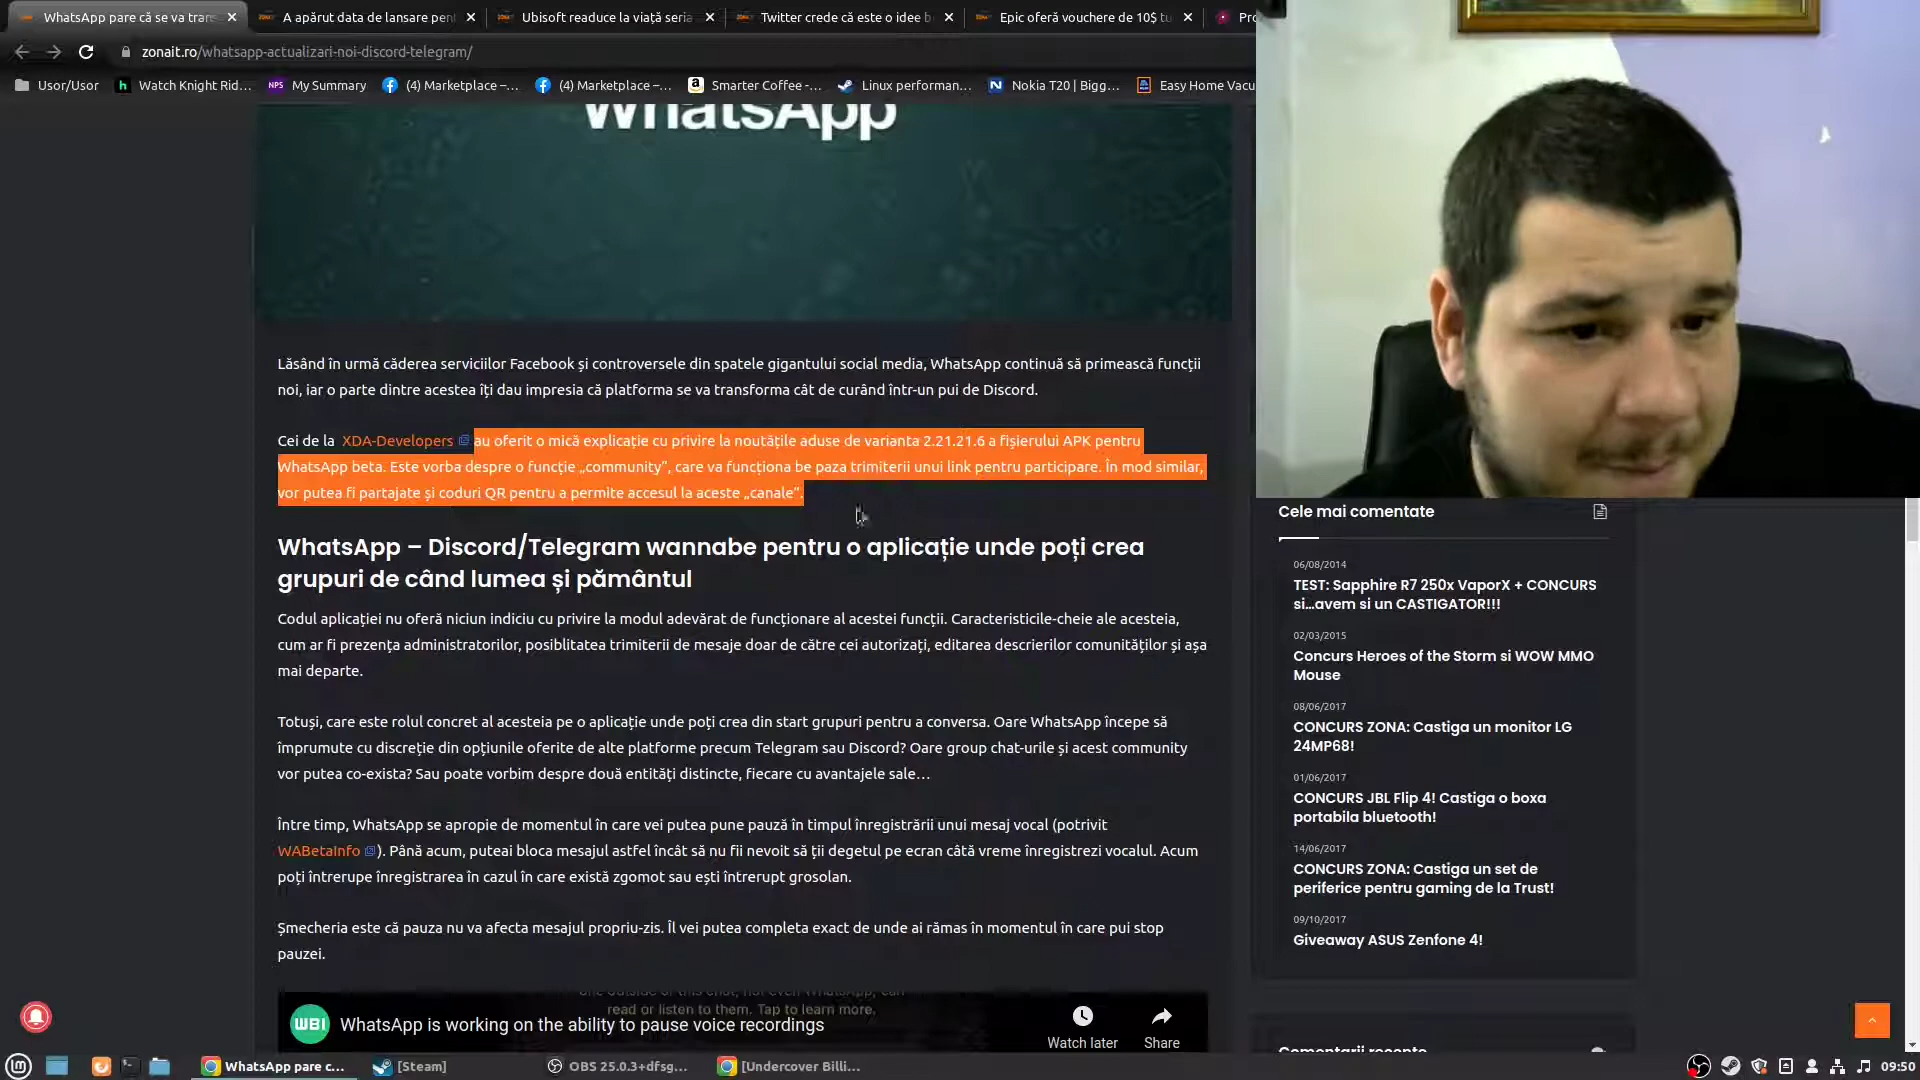 WhatsApp pare că se va tran
A apărut data de lansare pen
Ubisoft readuce la viață seria
Twitter crede că este o idee b
Epic oferă vouchere de 10$ tu
Pro
zonait.ro/whatsapp-actualizari-noi-discord-telegram/
Usor/Usor
Watch Knight Rid...
My Summary
(4) Marketplace –...
(4) Marketplace –...
Smarter Coffee -...
Linux performan...
Nokia T20 | Bigg...
Easy Home Vacu
WhatsApp
Lăsând în urmă căderea serviciilor Facebook și controversele din spatele gigantului social media, WhatsApp continuă să primească funcții
noi, iar o parte dintre acestea îți dau impresia că platforma se va transforma cât de curând într-un pui de Discord.
Cei de la XDA-Developers au oferit o mică explicație cu privire la noutățile aduse de varianta 2.21.21.6 a fișierului APK pentru
WhatsApp beta. Este vorba despre o funcție „community”, care va funcționa be paza trimiterii unui link pentru participare. În mod similar,
vor putea fi partajate și coduri QR pentru a permite accesul la aceste „canale”.
WhatsApp – Discord/Telegram wannabe pentru o aplicație unde poți crea
grupuri de când lumea și pământul
Codul aplicației nu oferă niciun indiciu cu privire la modul adevărat de funcționare al acestei funcții. Caracteristicile-cheie ale acesteia,
cum ar fi prezența administratorilor, posiblitatea trimiterii de mesaje doar de către cei autorizați, editarea descrierilor comunităților și așa
mai departe.
Totuși, care este rolul concret al acesteia pe o aplicație unde poți crea din start grupuri pentru a conversa. Oare WhatsApp începe să
împrumute cu discreție din opțiunile oferite de alte platforme precum Telegram sau Discord? Oare group chat-urile și acest community
vor putea co-exista? Sau poate vorbim despre două entități distincte, fiecare cu avantajele sale…
Între timp, WhatsApp se apropie de momentul în care vei putea pune pauză în timpul înregistrării unui mesaj vocal (potrivit
WABetaInfo ). Până acum, puteai bloca mesajul astfel încât să nu fii nevoit să ții degetul pe ecran câtă vreme înregistrezi vocalul. Acum
poți întrerupe înregistrarea în cazul în care există zgomot sau ești întrerupt grosolan.
Șmecheria este că pauza nu va afecta mesajul propriu-zis. Îl vei putea completa exact de unde ai rămas în momentul în care pui stop
pauzei.
read or listen to them. Tap to learn more.
WBI
WhatsApp is working on the ability to pause voice recordings
Watch later
Share
Cele mai comentate
06/08/2014
TEST: Sapphire R7 250x VaporX + CONCURS
si…avem si un CASTIGATOR!!!
02/03/2015
Concurs Heroes of the Storm si WOW MMO
Mouse
08/06/2017
CONCURS ZONA: Castiga un monitor LG
24MP68!
01/06/2017
CONCURS JBL Flip 4! Castiga o boxa
portabila bluetooth!
14/06/2017
CONCURS ZONA: Castiga un set de
periferice pentru gaming de la Trust!
09/10/2017
Giveaway ASUS Zenfone 4!
Comentarii recente
WhatsApp pare c...
[Steam]
OBS 25.0.3+dfsg...
[Undercover Billi...
09:50